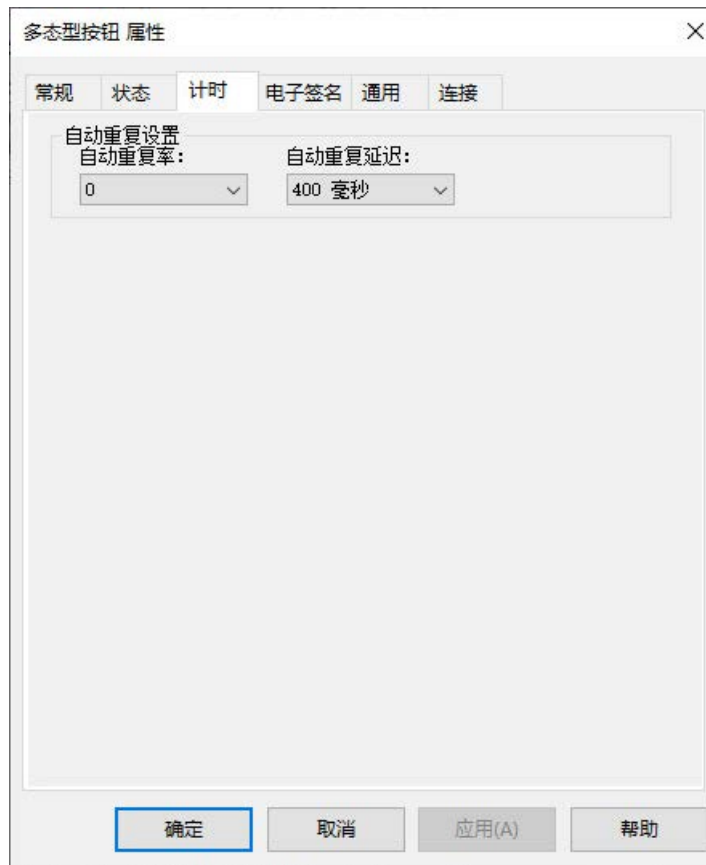 多态型按钮 属性
常规 状态 计时 电子签名 通用 连接
自动重复设置
自动重复率: 自动重复延迟:
0 400 毫秒
确定 取消 应用(A) 帮助